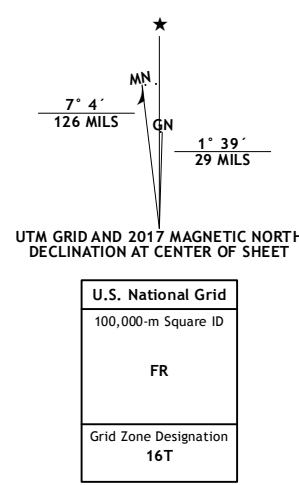 MN
7° 4´
126 MILS
GN
1° 39´
29 MILS
UTM GRID AND 2017 MAGNETIC NORTH
DECLINATION AT CENTER OF SHEET
U.S. National Grid
100,000-m Square ID
FR
Grid Zone Designation
16T